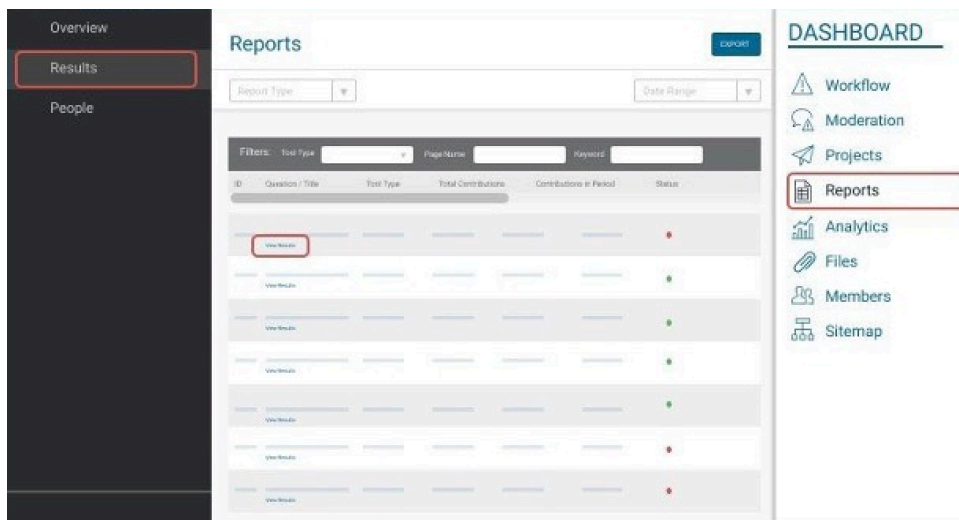 Overview
Results
People
Reports
EXPORT
Report Type
Date Range
Filters: Tool Type Page Name Keyword
ID Question / Title Tool Type Total Contributions Contributions in Period Status
View Results
View Results
View Results
View Results
View Results
View Results
View Results
DASHBOARD
Workflow
Moderation
Projects
Reports
Analytics
Files
Members
Sitemap